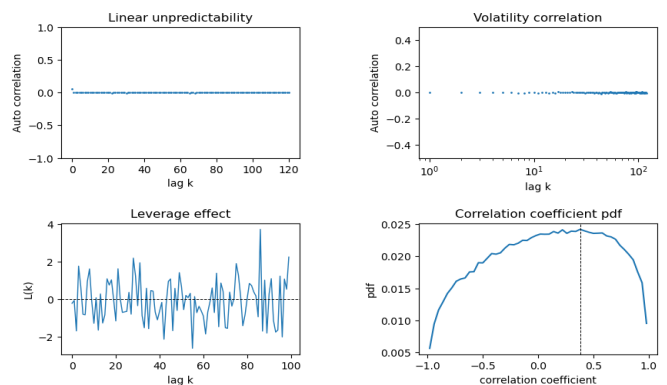 Linear unpredictability
1.0
0.5
0.0
−0.5
−1.0
Auto correlation
0 20 40 60 80 100 120
lag k
Volatility correlation
0.4
0.2
0.0
−0.2
−0.4
Auto correlation
10⁰ 10¹ 10²
lag k
Leverage effect
4
2
0
−2
L(k)
0 20 40 60 80 100
lag k
Correlation coefficient pdf
0.025
0.020
0.015
0.010
0.005
pdf
−1.0 −0.5 0.0 0.5 1.0
correlation coefficient